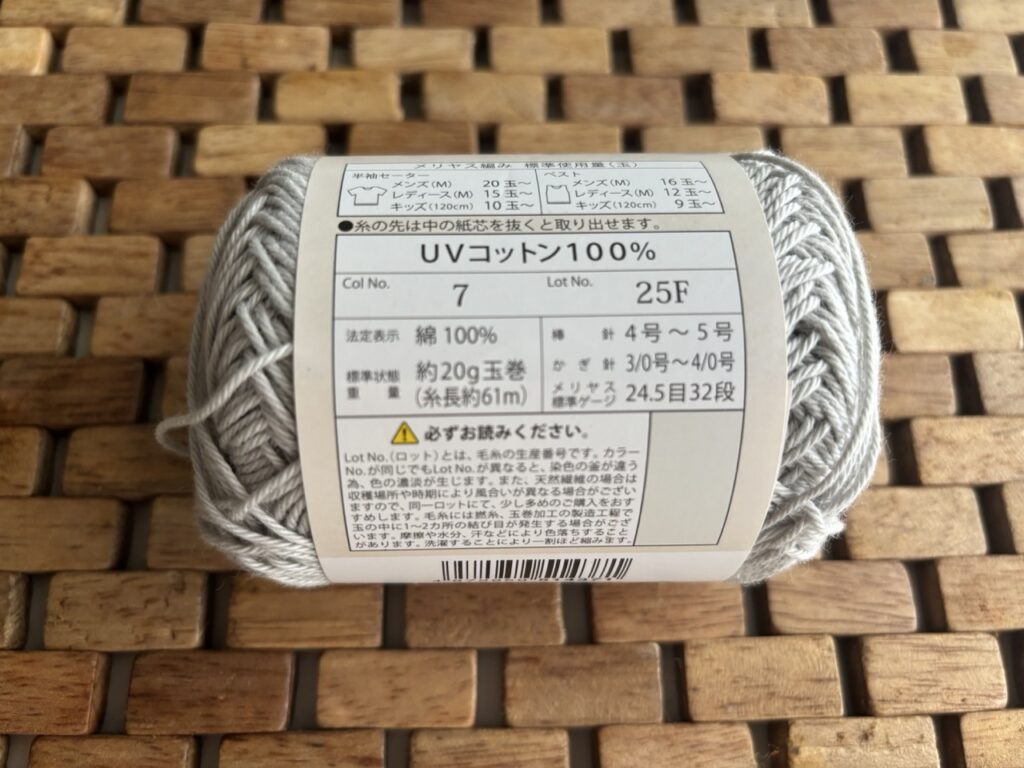 メリヤス編み 標準使用量(玉)
半袖セーター
メンズ(M) 20玉～
レディース(M) 15玉～
キッズ(120cm) 10玉～
ベスト
メンズ(M) 16玉～
レディース(M) 12玉～
キッズ(120cm) 9玉～
●糸の先は中の紙芯を抜くと取り出せます。
UVコットン100%
Col No. 7 Lot No. 25F
法定表示 綿 100%
標準状態重量 約20g玉巻
(糸長約61m)
棒針 4号～5号
かぎ針 3/0号～4/0号
メリヤス標準ゲージ 24.5目32段
必ずお読みください。
Lot No.(ロット)とは、毛糸の生産番号です。カラー
No.が同じでもLot No.が異なると、染色の釜が違う
為、色の濃淡が生じます。また、天然繊維の場合は
収穫場所や時期により風合いが異なる場合がござい
ますので、同一ロットにて、少し多めのご購入をおす
すめします。毛糸には撚糸、玉巻加工の製造工程で
玉の中に1～2カ所の結び目が発生する場合がござ
います。摩擦や水分、汗などにより色落ちすること
があります。洗濯することにより一割ほど縮みます。